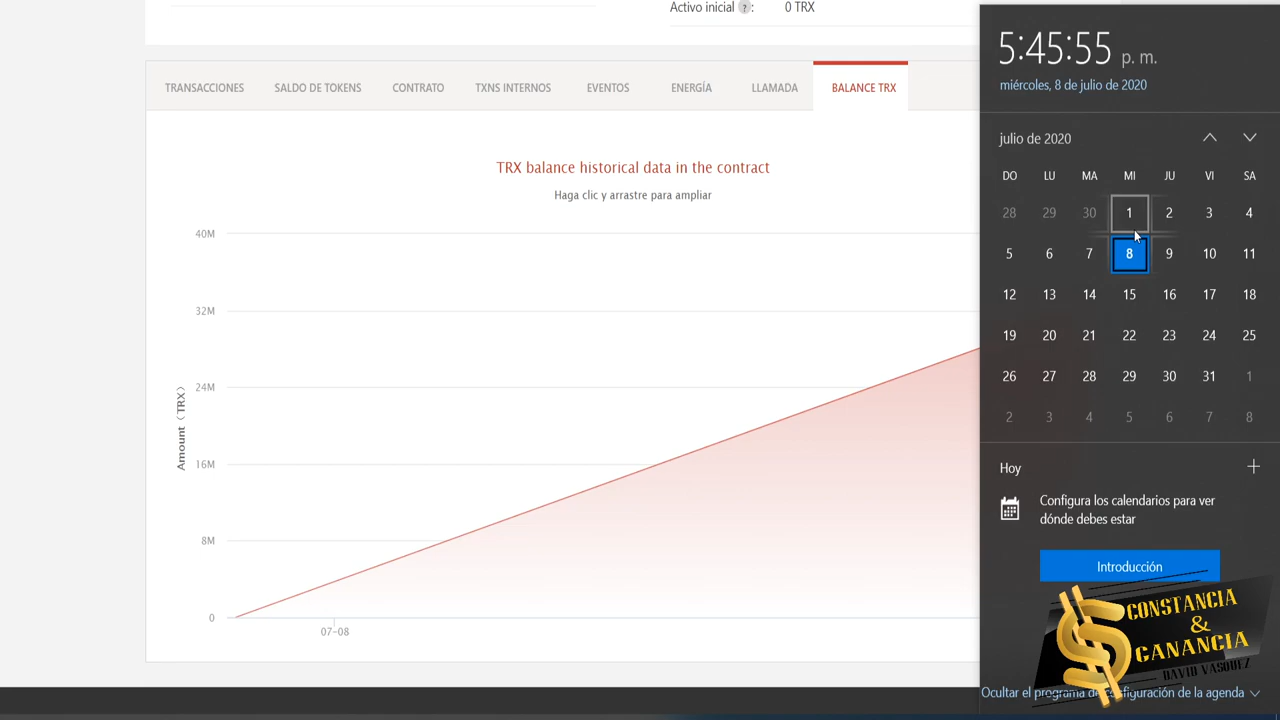 Activo inicial ? : 0 TRX
TRANSACCIONES SALDO DE TOKENS CONTRATO TXNS INTERNOS EVENTOS ENERGÍA LLAMADA BALANCE TRX
TRX balance historical data in the contract
Haga clic y arrastre para ampliar
40M
32M
24M
16M
8M
0
Amount（TRX）
07-08
5:45:55 p. m.
miércoles, 8 de julio de 2020
julio de 2020
DO LU MA MI JU VI SA
28 29 30 1 2 3 4
5 6 7 8 9 10 11
12 13 14 15 16 17 18
19 20 21 22 23 24 25
26 27 28 29 30 31 1
2 3 4 5 6 7 8
Hoy
Configura los calendarios para ver
dónde debes estar
Introducción
CONSTANCIA
&
GANANCIA
DAVID VASQUEZ
Ocultar el programa de configuración de la agenda